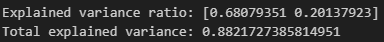 Explained variance ratio: [0.68079351 0.20137923]
Total explained variance: 0.8821727385814951